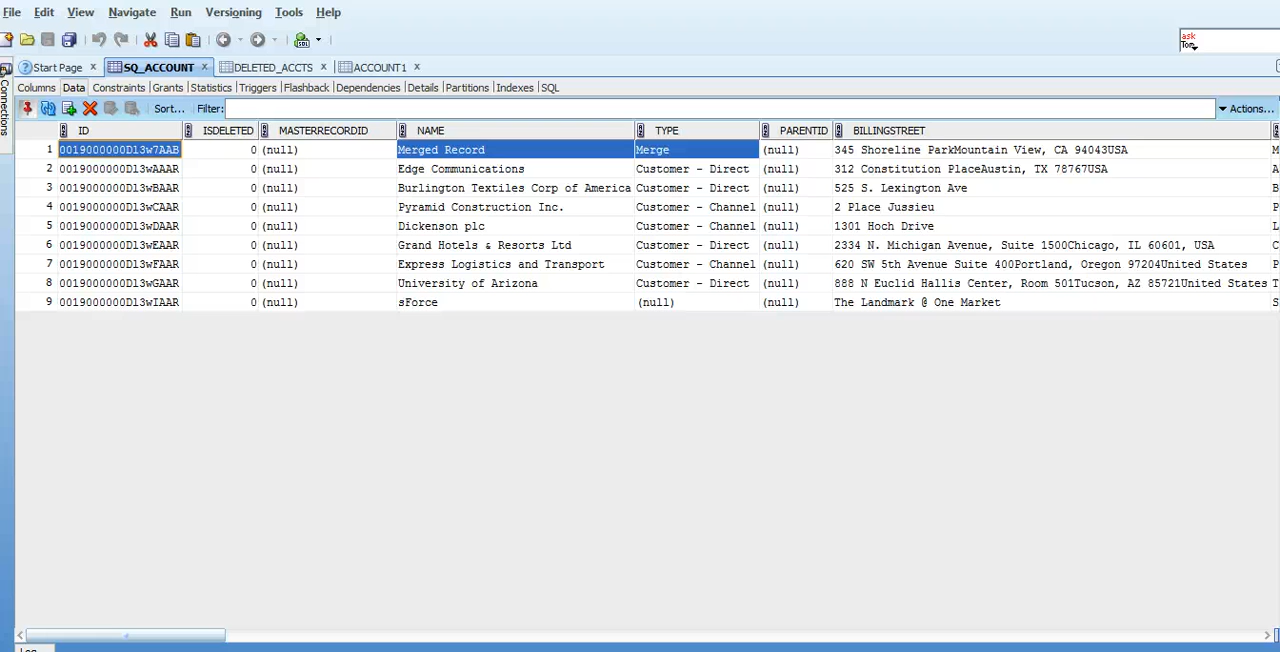 File Edit View Navigate Run Versioning Tools Help
ask
Tom
Start Page SQ_ACCOUNT DELETED_ACCTS ACCOUNT1
Columns Data Constraints Grants Statistics Triggers Flashback Dependencies Details Partitions Indexes SQL
Connections
Sort... Filter: Actions...
ID ISDELETED MASTERRECORDID NAME TYPE PARENTID BILLINGSTREET
1 0019000000D13w7AAB 0 (null) Merged Record Merge (null) 345 Shoreline ParkMountain View, CA 94043USA M
2 0019000000D13wAAAR 0 (null) Edge Communications Customer - Direct (null) 312 Constitution PlaceAustin, TX 78767USA A
3 0019000000D13wBAAR 0 (null) Burlington Textiles Corp of America Customer - Direct (null) 525 S. Lexington Ave B
4 0019000000D13wCAAR 0 (null) Pyramid Construction Inc. Customer - Channel (null) 2 Place Jussieu P
5 0019000000D13wDAAR 0 (null) Dickenson plc Customer - Channel (null) 1301 Hoch Drive L
6 0019000000D13wEAAR 0 (null) Grand Hotels & Resorts Ltd Customer - Direct (null) 2334 N. Michigan Avenue, Suite 1500Chicago, IL 60601, USA C
7 0019000000D13wFAAR 0 (null) Express Logistics and Transport Customer - Channel (null) 620 SW 5th Avenue Suite 400Portland, Oregon 97204United States P
8 0019000000D13wGAAR 0 (null) University of Arizona Customer - Direct (null) 888 N Euclid Hallis Center, Room 501Tucson, AZ 85721United States T
9 0019000000D13wIAAR 0 (null) sForce (null) (null) The Landmark @ One Market S